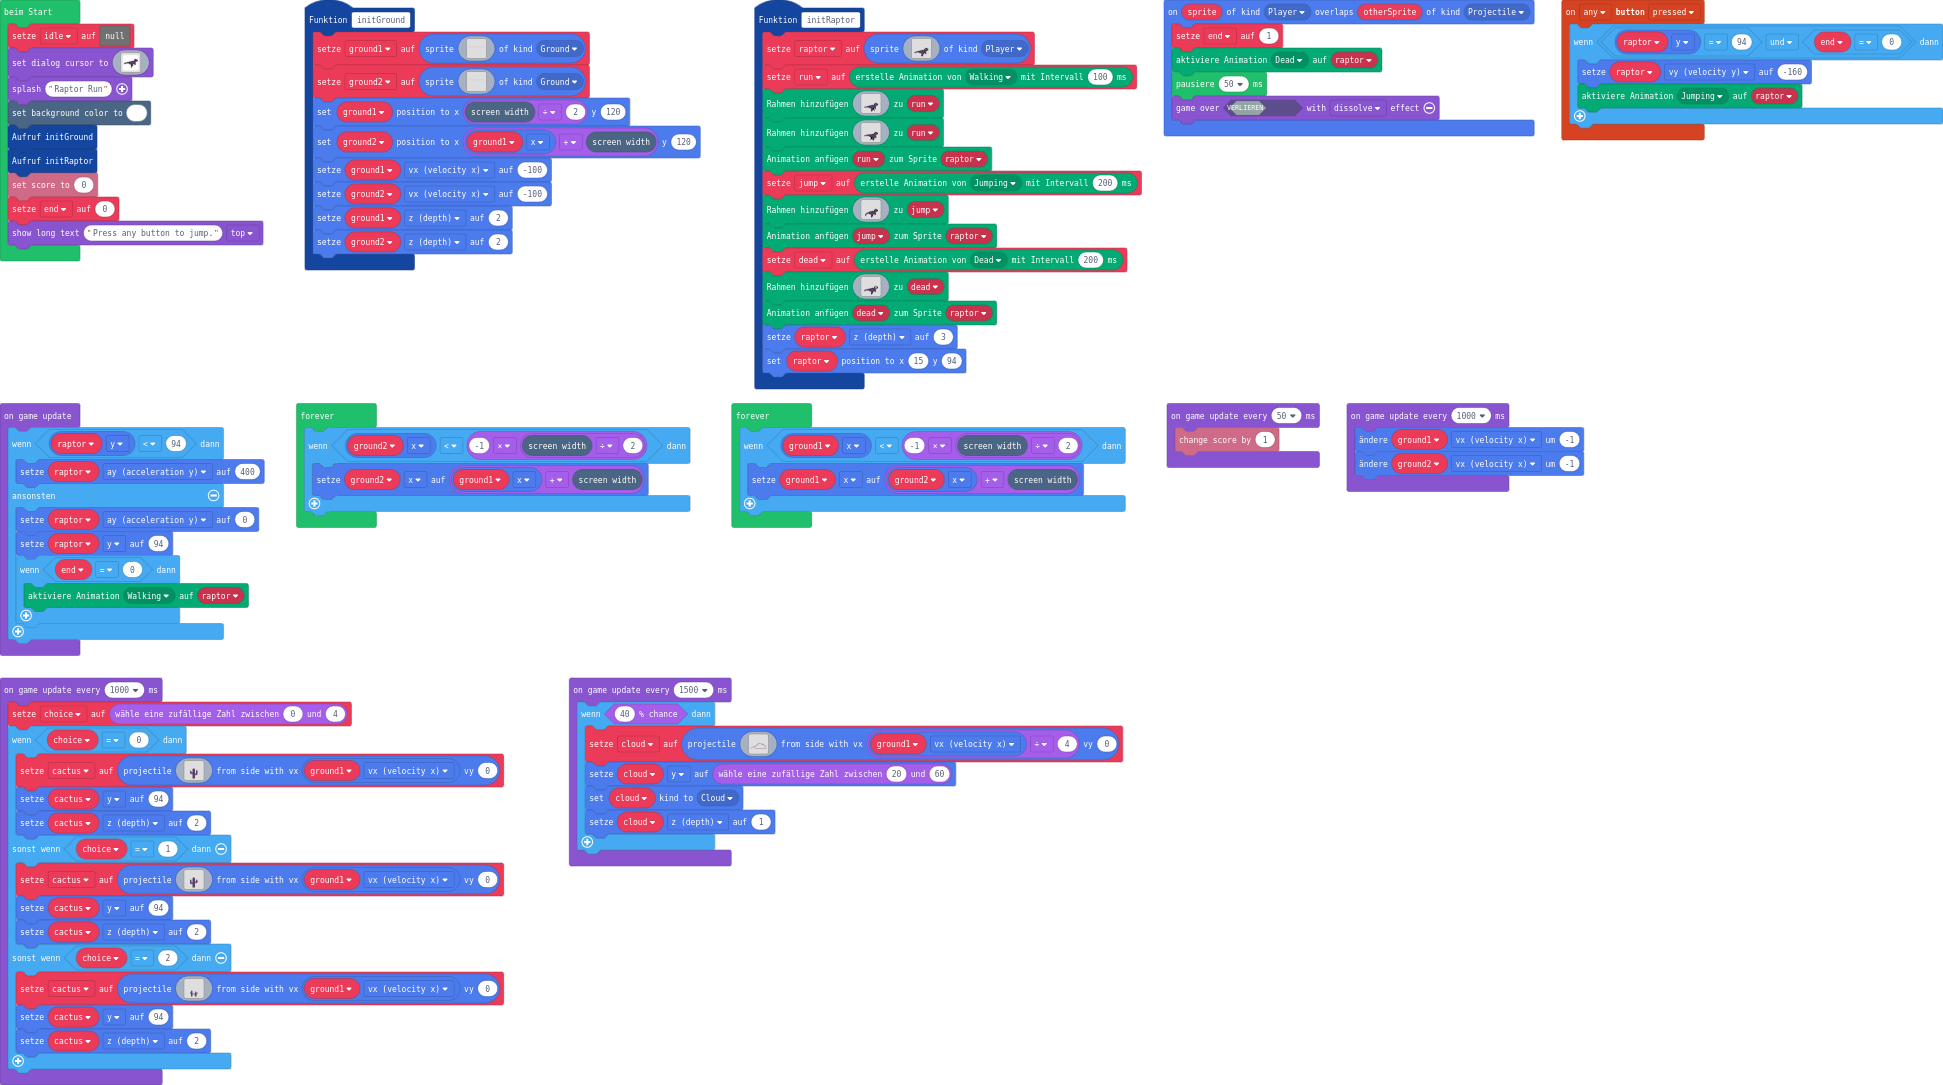 beim Start
setze idle auf null
set dialog cursor to
splash "Raptor Run"
set background color to
Aufruf initGround
Aufruf initRaptor
set score to 0
setze end auf 0
show long text "Press any button to jump." top
Funktion initGround
setze ground1 auf sprite of kind Ground
setze ground2 auf sprite of kind Ground
set ground1 position to x screen width ÷ 2 y 120
set ground2 position to x ground1 x + screen width y 120
setze ground1 vx (velocity x) auf -100
setze ground2 vx (velocity x) auf -100
setze ground1 z (depth) auf 2
setze ground2 z (depth) auf 2
Funktion initRaptor
setze raptor auf sprite of kind Player
setze run auf erstelle Animation von Walking mit Intervall 100 ms
Rahmen hinzufügen zu run
Rahmen hinzufügen zu run
Animation anfügen run zum Sprite raptor
setze jump auf erstelle Animation von Jumping mit Intervall 200 ms
Rahmen hinzufügen zu jump
Animation anfügen jump zum Sprite raptor
setze dead auf erstelle Animation von Dead mit Intervall 200 ms
Rahmen hinzufügen zu dead
Animation anfügen dead zum Sprite raptor
setze raptor z (depth) auf 3
set raptor position to x 15 y 94
on sprite of kind Player overlaps otherSprite of kind Projectile
setze end auf 1
aktiviere Animation Dead auf raptor
pausiere 50 ms
game over VERLIEREN with dissolve effect
on any button pressed
wenn raptor y = 94 und end = 0 dann
setze raptor vy (velocity y) auf -160
aktiviere Animation Jumping auf raptor
on game update
wenn raptor y < 94 dann
setze raptor ay (acceleration y) auf 400
ansonsten
setze raptor ay (acceleration y) auf 0
setze raptor y auf 94
wenn end = 0 dann
aktiviere Animation Walking auf raptor
forever
wenn ground2 x < -1 × screen width ÷ 2 dann
setze ground2 x auf ground1 x + screen width
forever
wenn ground1 x < -1 × screen width ÷ 2 dann
setze ground1 x auf ground2 x + screen width
on game update every 50 ms
change score by 1
on game update every 1000 ms
ändere ground1 vx (velocity x) um -1
ändere ground2 vx (velocity x) um -1
on game update every 1000 ms
setze choice auf wähle eine zufällige Zahl zwischen 0 und 4
wenn choice = 0 dann
setze cactus auf projectile from side with vx ground1 vx (velocity x) vy 0
setze cactus y auf 94
setze cactus z (depth) auf 2
sonst wenn choice = 1 dann
setze cactus auf projectile from side with vx ground1 vx (velocity x) vy 0
setze cactus y auf 94
setze cactus z (depth) auf 2
sonst wenn choice = 2 dann
setze cactus auf projectile from side with vx ground1 vx (velocity x) vy 0
setze cactus y auf 94
setze cactus z (depth) auf 2
on game update every 1500 ms
wenn 40 % chance dann
setze cloud auf projectile from side with vx ground1 vx (velocity x) ÷ 4 vy 0
setze cloud y auf wähle eine zufällige Zahl zwischen 20 und 60
set cloud kind to Cloud
setze cloud z (depth) auf 1